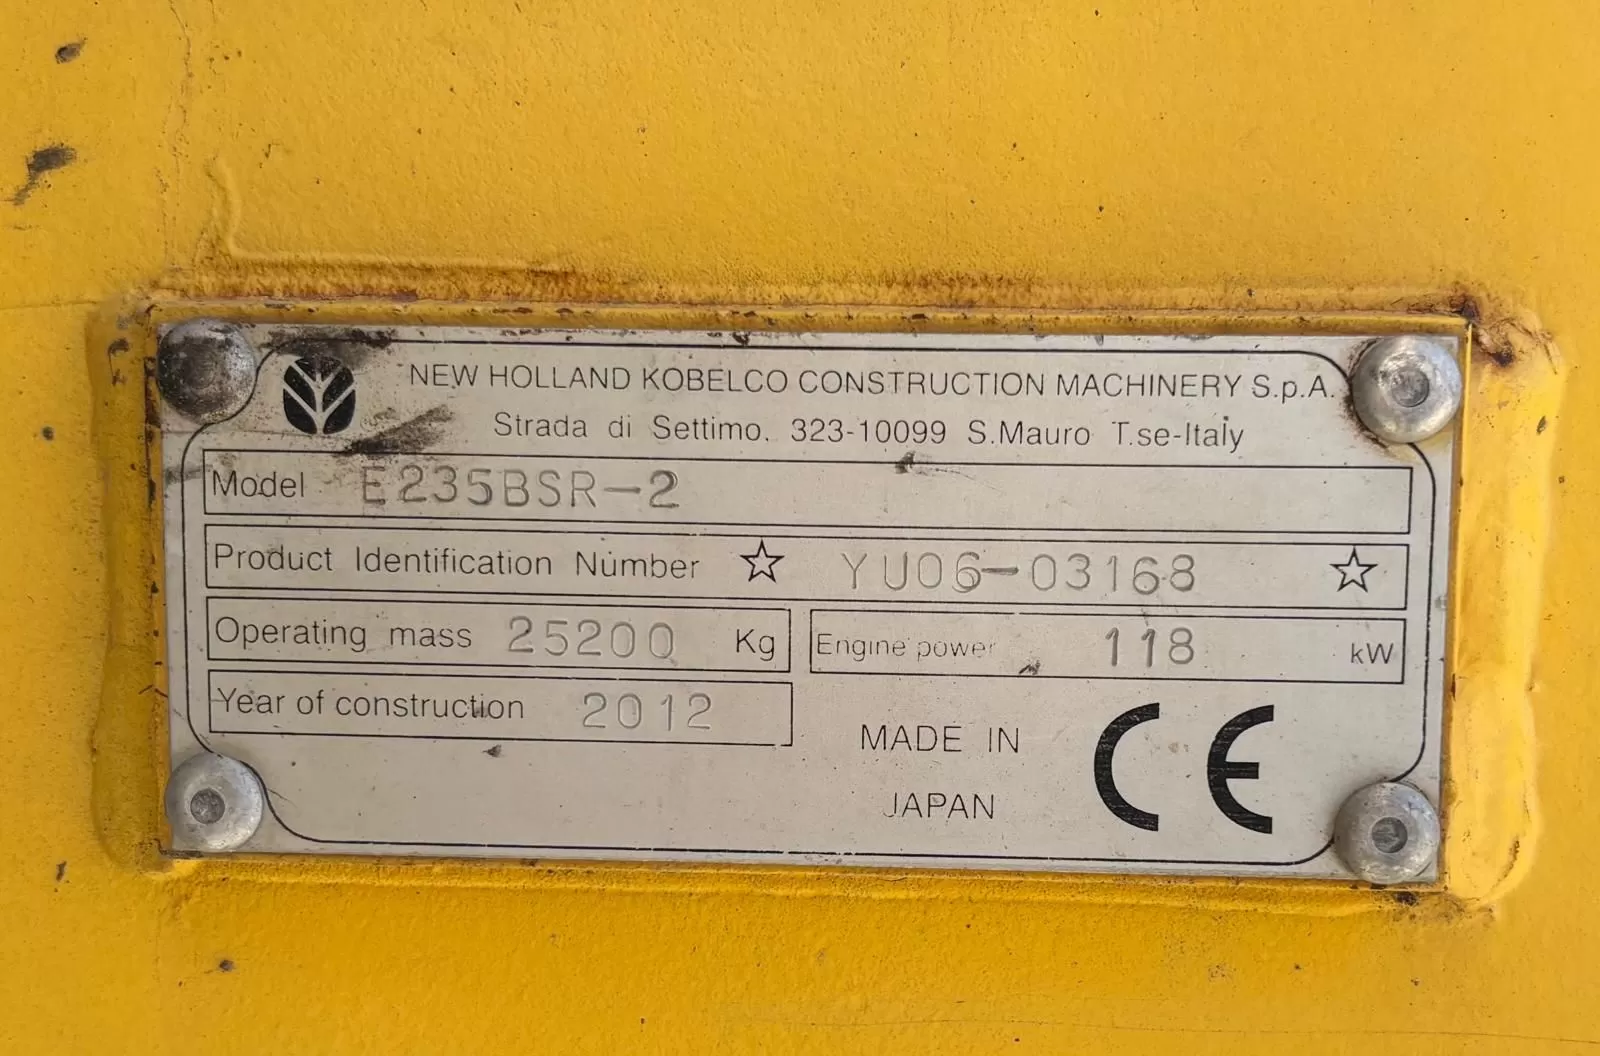 NEW HOLLAND KOBELCO CONSTRUCTION MACHINERY S.p.A.
Strada di Settimo. 323-10099 S.Mauro T.se-Italy
Model E235BSR-2
Product Identification Number ☆ YU06-03168 ☆
Operating mass 25200 Kg Engine power 118 kW
Year of construction 2012
MADE IN
JAPAN
CE